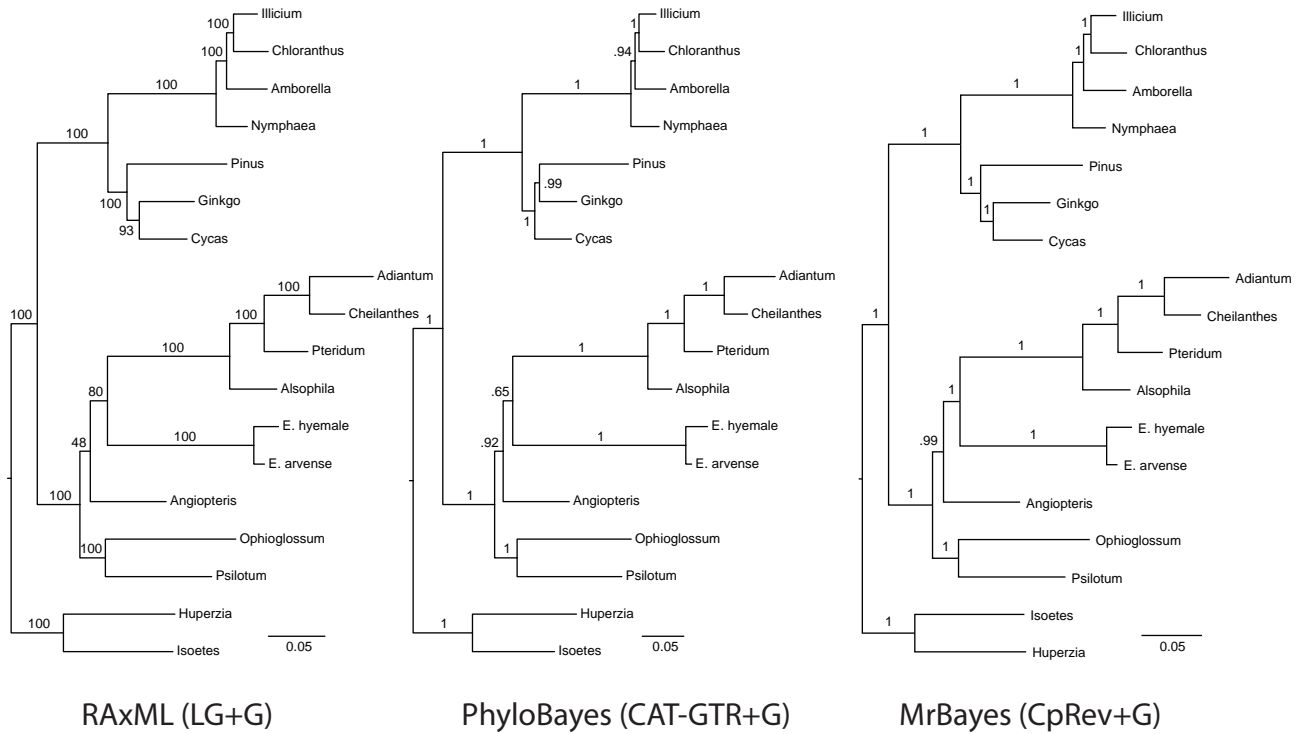 Illicium
100
Chloranthus
100
Amborella
100
Nymphaea
100
Pinus
100
Ginkgo
93
Cycas
Adiantum
100
Cheilanthes
100
100
Pteridum
100
Alsophila
80
E. hyemale
48
100
E. arvense
100
Angiopteris
Ophioglossum
100
Psilotum
Huperzia
100
Isoetes
0.05
RAxML (LG+G)
Illicium
1
Chloranthus
.94
Amborella
1
Nymphaea
1
Pinus
.99
Ginkgo
1
Cycas
Adiantum
1
Cheilanthes
1
1
Pteridum
1
Alsophila
.65
E. hyemale
.92
1
E. arvense
1
Angiopteris
Ophioglossum
1
Psilotum
Huperzia
1
Isoetes
0.05
PhyloBayes (CAT-GTR+G)
Illicium
1
Chloranthus
1
Amborella
1
Nymphaea
1
Pinus
1
Ginkgo
1
Cycas
Adiantum
1
Cheilanthes
1
1
Pteridum
1
Alsophila
1
E. hyemale
.99
1
E. arvense
1
Angiopteris
Ophioglossum
1
Psilotum
Isoetes
1
Huperzia
0.05
MrBayes (CpRev+G)